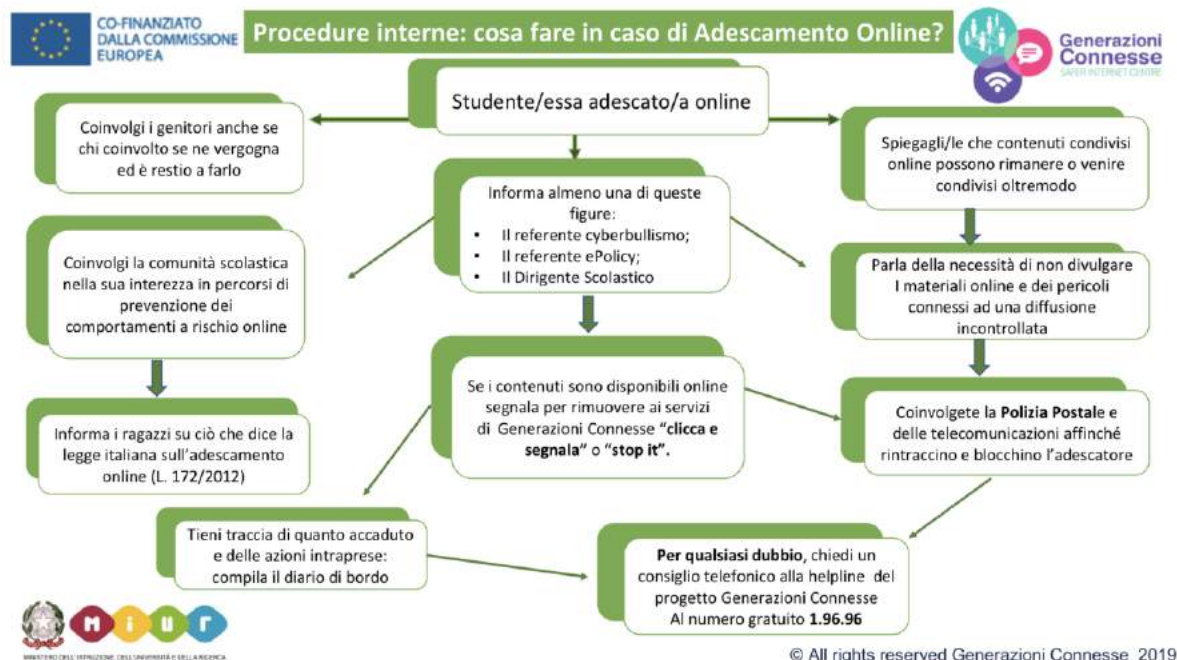 CO-FINANZIATO
DALLA COMMISSIONE
EUROPEA
Procedure interne: cosa fare in caso di Adescamento Online?
Generazioni
Connesse
SAFER INTERNET CENTRE
Studente/essa adescato/a online
Coinvolgi i genitori anche se
chi coinvolto se ne vergogna
ed è restio a farlo
Informa almeno una di queste
figure:
• Il referente cyberbullismo;
• Il referente ePolicy;
• Il Dirigente Scolastico
Spiegagli/le che contenuti condivisi
online possono rimanere o venire
condivisi oltremodo
Coinvolgi la comunità scolastica
nella sua interezza in percorsi di
prevenzione dei
comportamenti a rischio online
Parla della necessità di non divulgare
I materiali online e dei pericoli
connessi ad una diffusione
incontrollata
Se i contenuti sono disponibili online
segnala per rimuovere ai servizi
di Generazioni Connesse “clicca e
segnala” o “stop it”.
Informa i ragazzi su ciò che dice la
legge italiana sull’adescamento
online (L. 172/2012)
Coinvolgete la Polizia Postale e
delle telecomunicazioni affinché
rintraccino e blocchino l’adescatore
Tieni traccia di quanto accaduto
e delle azioni intraprese:
compila il diario di bordo
Per qualsiasi dubbio, chiedi un
consiglio telefonico alla helpline del
progetto Generazioni Connesse
Al numero gratuito 1.96.96
MiUR
MINISTERO DELL'ISTRUZIONE, DELL'UNIVERSITÀ E DELLA RICERCA
© All rights reserved Generazioni Connesse 2019